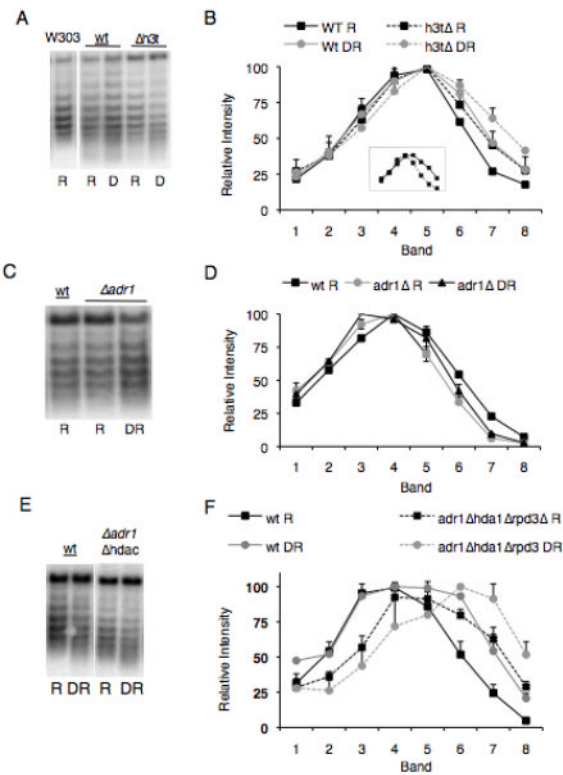 A
W303 wt Δh3t
R R D R D
B
WT R h3tΔ R
Wt DR h3tΔ DR
Relative Intensity
100
75
50
25
0
1 2 3 4 5 6 7 8
Band
C
wt Δadr1
R R DR
D
wt R adr1Δ R adr1Δ DR
Relative Intensity
100
75
50
25
0
1 2 3 4 5 6 7 8
Band
E
Δadr1
wt Δhdac
R DR R DR
F
wt R adr1Δhda1Δrpd3Δ R
wt DR adr1Δhda1Δrpd3 DR
Relative Intensity
100
75
50
25
0
1 2 3 4 5 6 7 8
Band